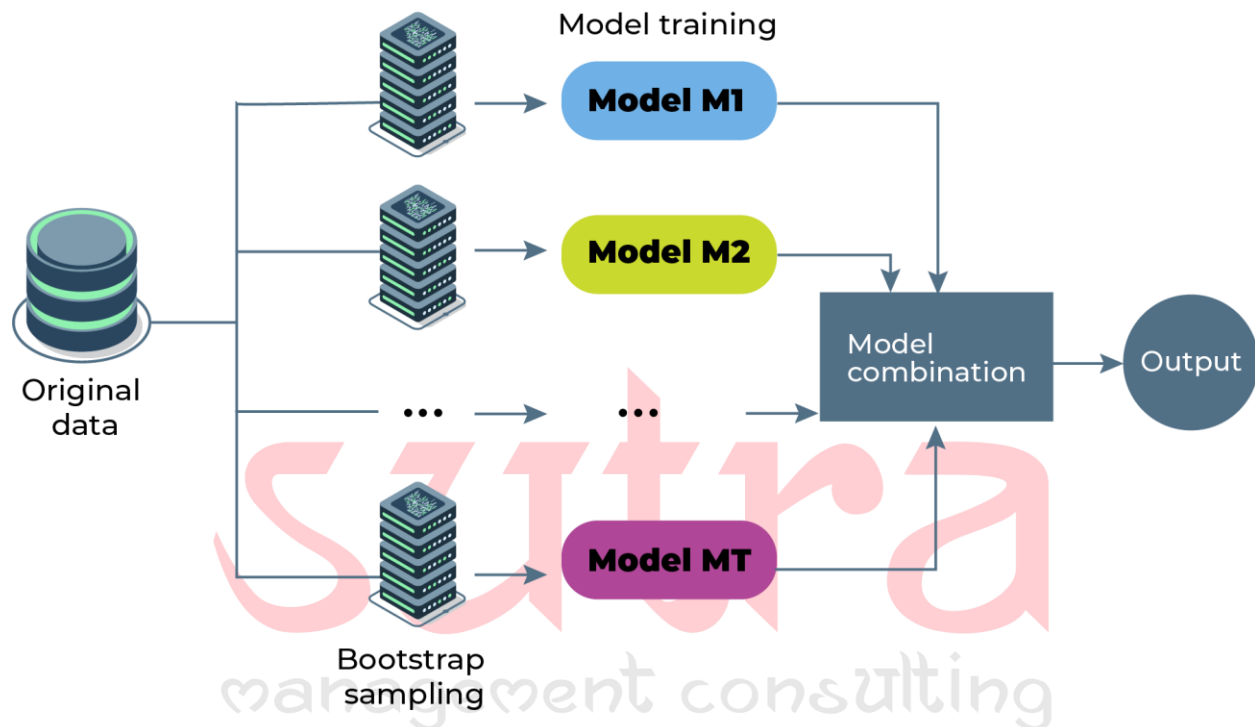 Model training
Model M1
Model M2
Original
data
Model
combination
Output
...
...
Model MT
Bootstrap
sampling
sutra
management consulting